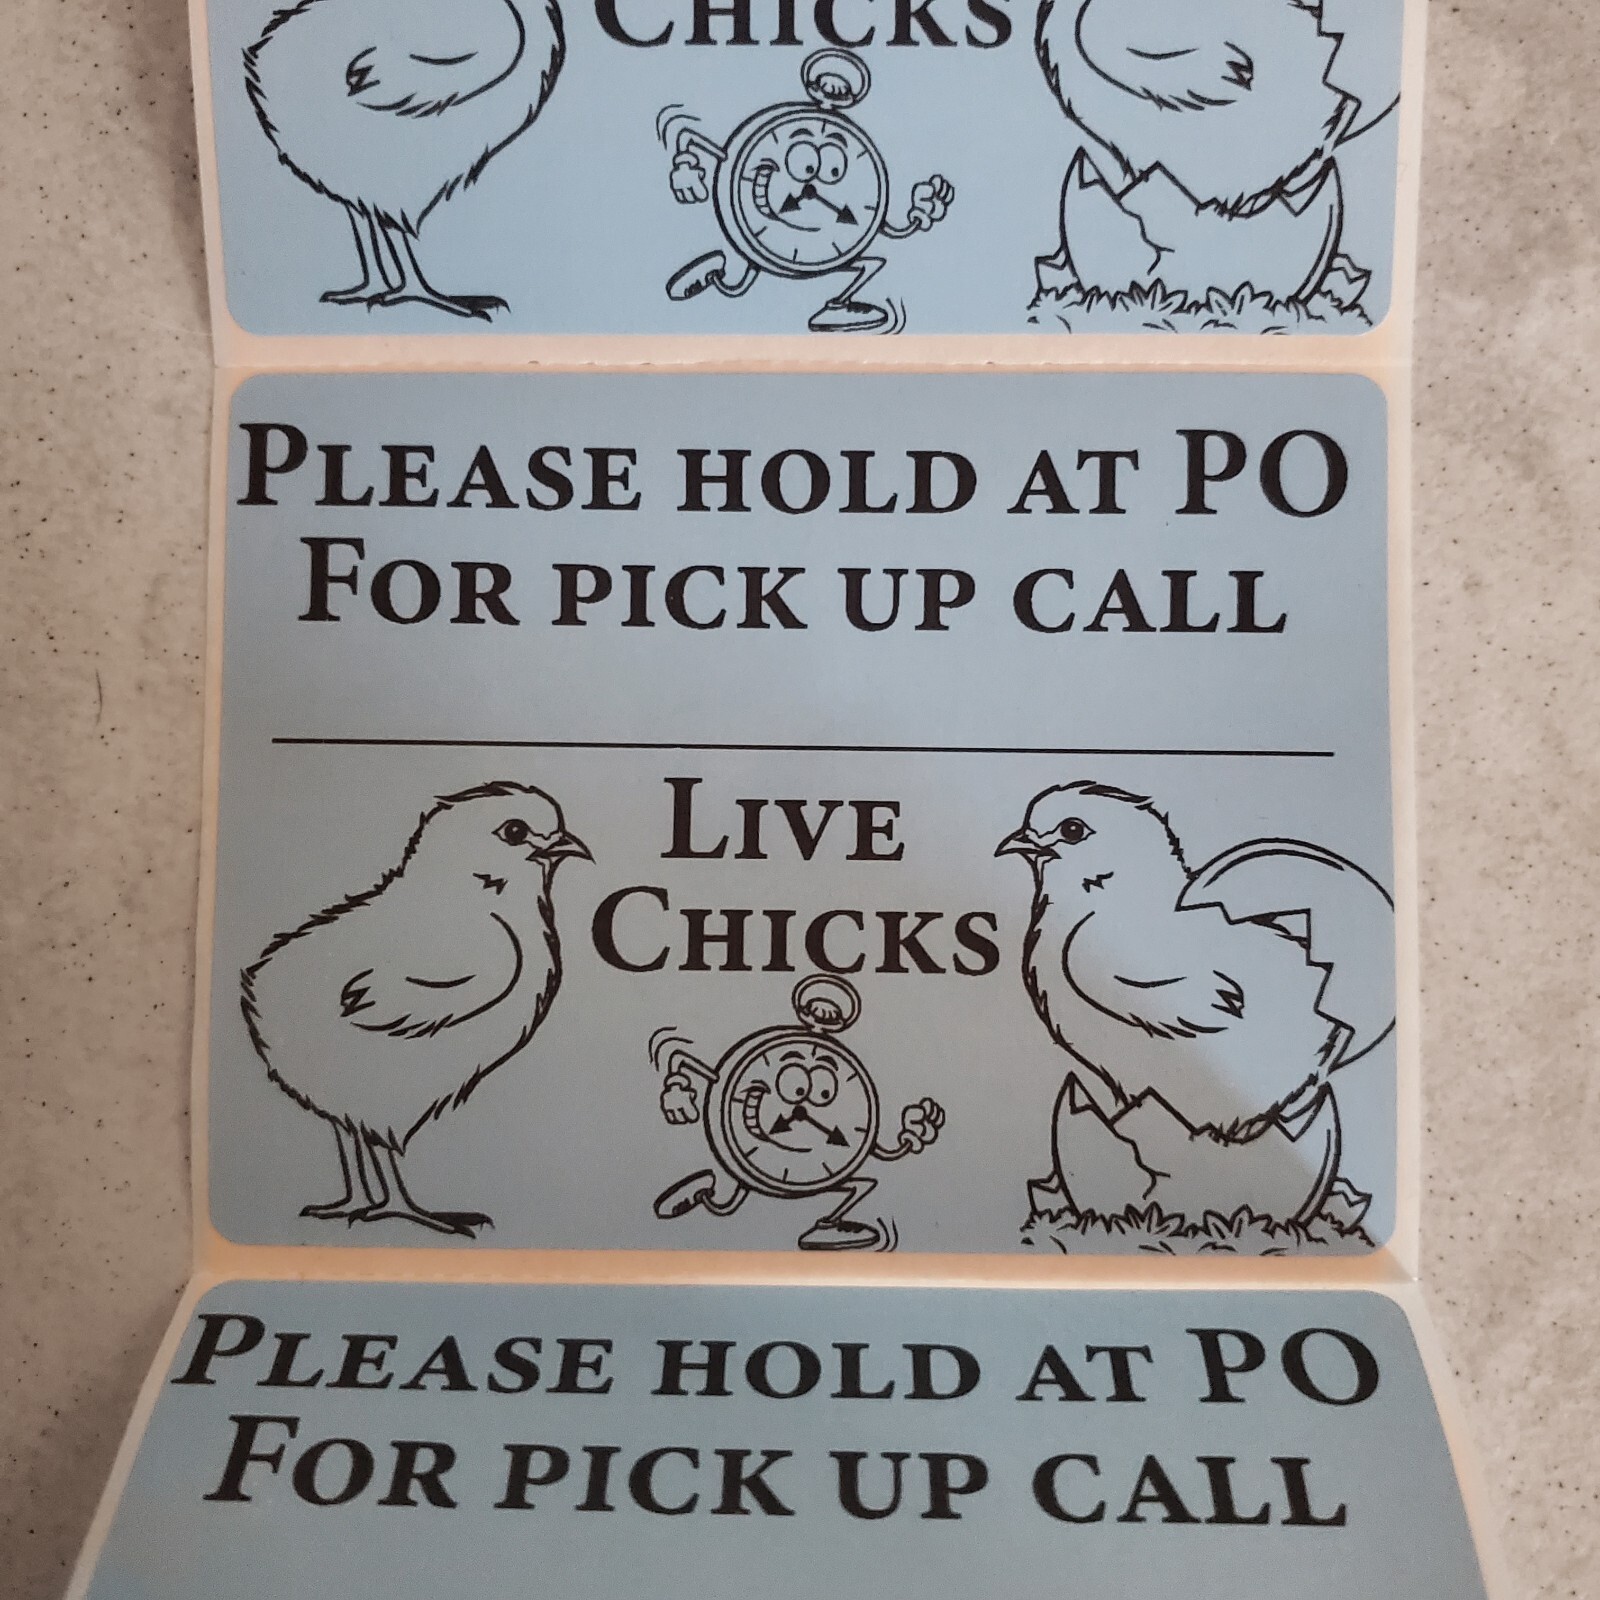 CHICKS
PLEASE HOLD AT PO
FOR PICK UP CALL
LIVE
CHICKS
PLEASE HOLD AT PO
FOR PICK UP CALL